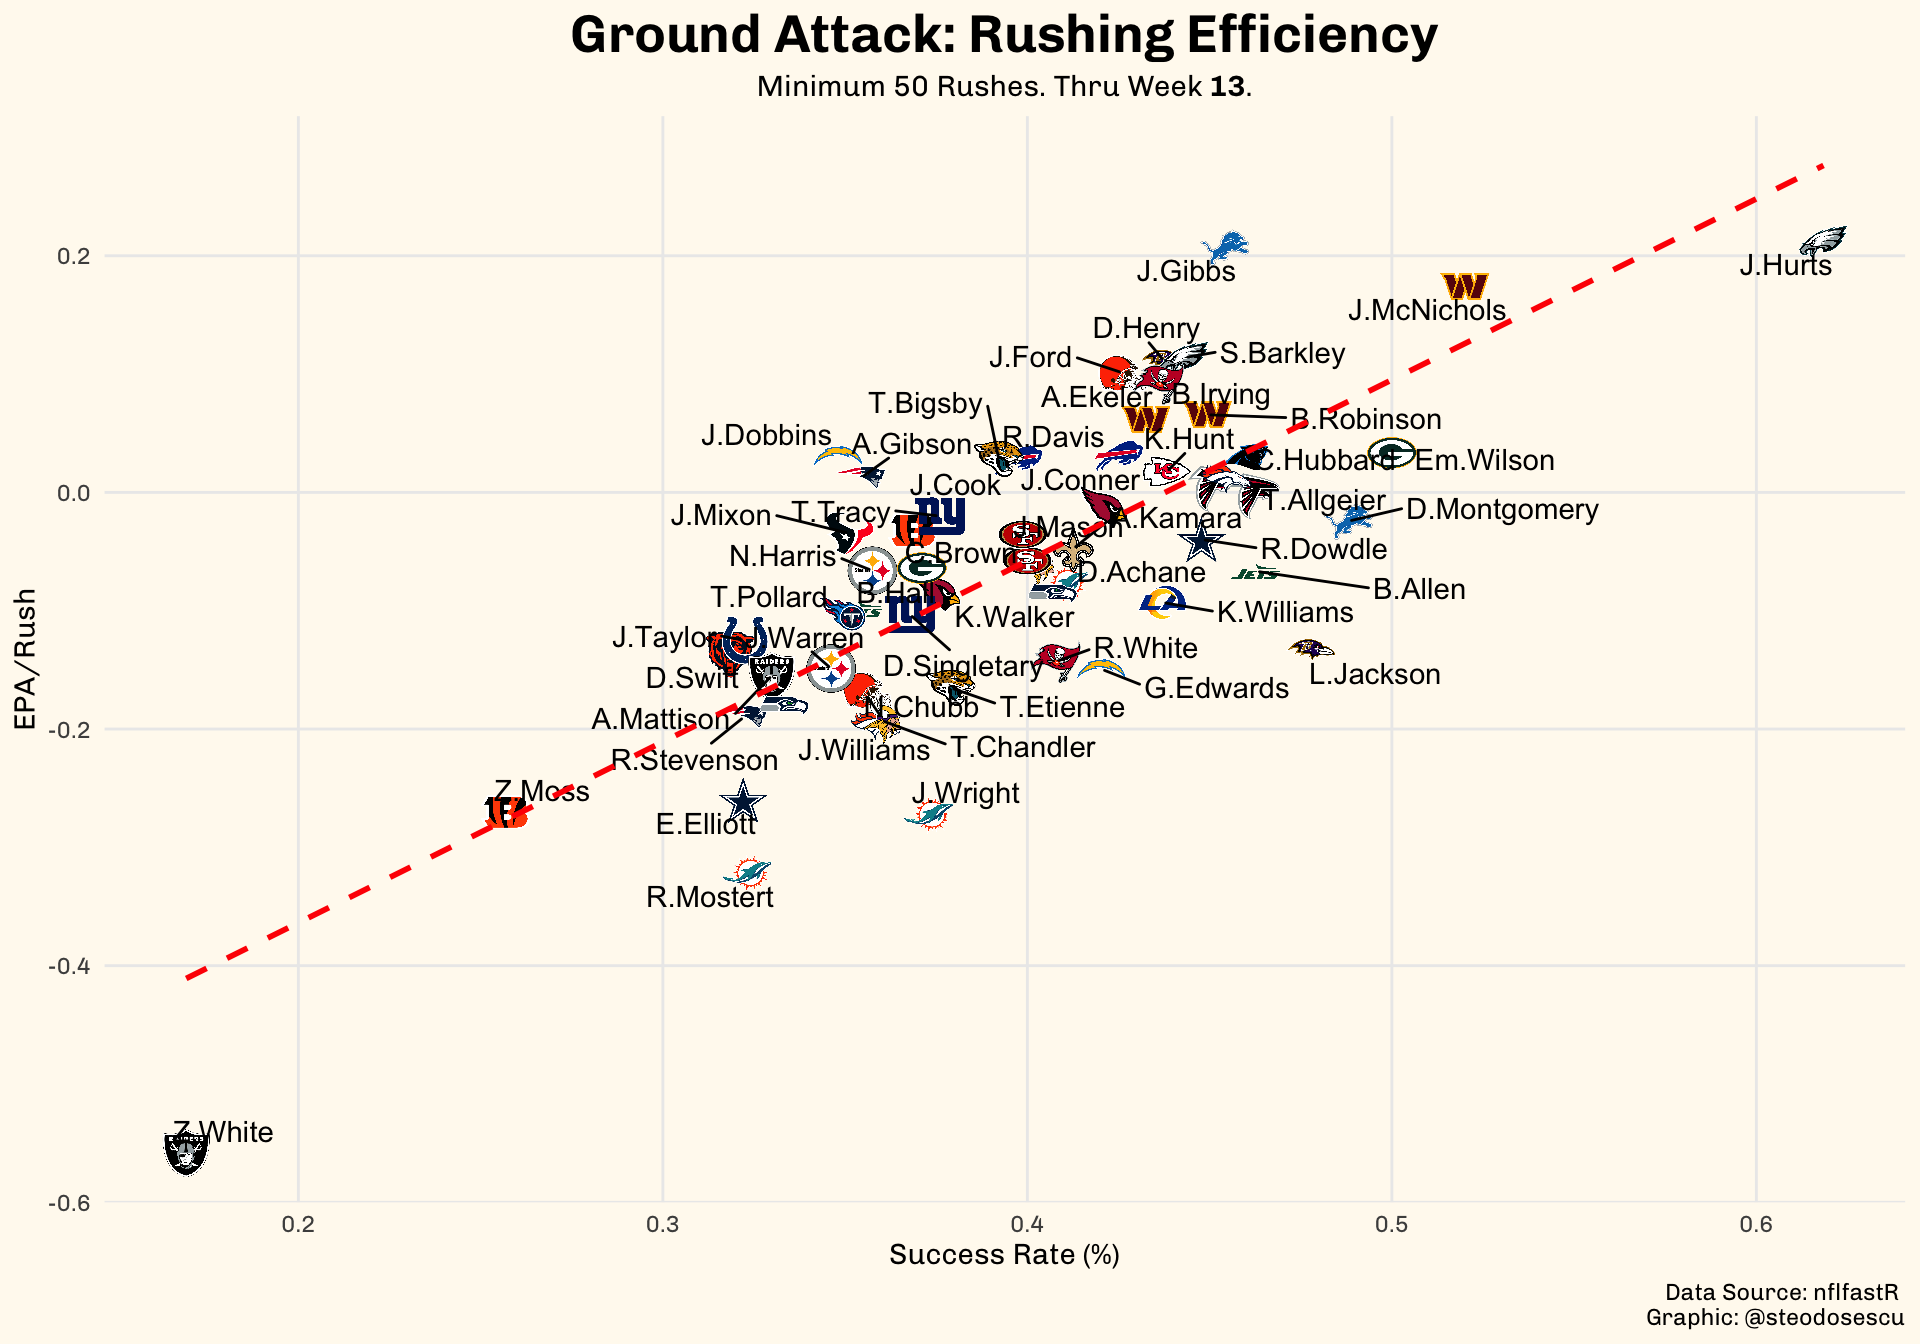 Ground Attack: Rushing Efficiency
Minimum 50 Rushes. Thru Week 13.
EPA/Rush
0.2
0.0
-0.2
-0.4
-0.6
J.Gibbs
J.Hurts
J.McNichols
D.Henry
J.Ford
S.Barkley
A.Ekeler
B.Irving
T.Bigsby
B.Robinson
J.Dobbins
A.Gibson
R.Davis
K.Hunt
C.Hubbard
Em.Wilson
J.Cook
J.Conner
T.Allgeier
D.Montgomery
J.Mixon
T.Tracy
J.Mason
A.Kamara
N.Harris
C.Brown
R.Dowdle
D.Achane
B.Allen
T.Pollard
B.Hall
K.Walker
K.Williams
J.Taylor
J.Warren
R.White
D.Swift
D.Singletary
L.Jackson
G.Edwards
A.Mattison
N.Chubb
T.Etienne
R.Stevenson
J.Williams
T.Chandler
Z.Moss
E.Elliott
J.Wright
R.Mostert
Z.White
0.2
0.3
0.4
0.5
0.6
Success Rate (%)
Data Source: nflfastR
Graphic: @steodosescu